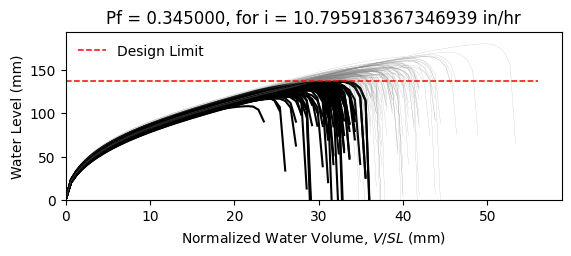 Pf = 0.345000, for i = 10.795918367346939 in/hr
Design Limit
Water Level (mm)
150
100
50
0
0 10 20 30 40 50
Normalized Water Volume, V/SL (mm)